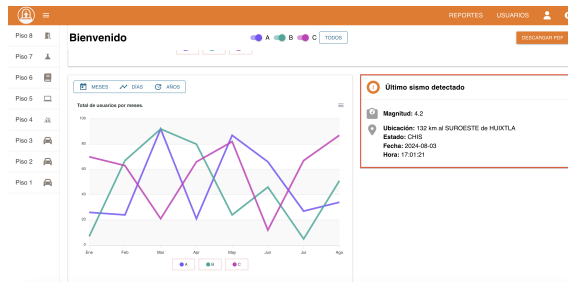 REPORTES USUARIOS
Piso 8
Bienvenido
A B C TODOS
DESCARGAR PDF
Piso 7
Piso 6
Piso 5
Piso 4
Piso 3
Piso 2
Piso 1
MESES DÍAS AÑOS
Total de usuarios por meses.
100
80
60
40
20
0
Ene Feb Mar Apr May Jun Jul Ago
A B C
Último sismo detectado
Magnitud: 4.2
Ubicación: 132 km al SUROESTE de HUIXTLA
Estado: CHIS
Fecha: 2024-08-03
Hora: 17:01:21